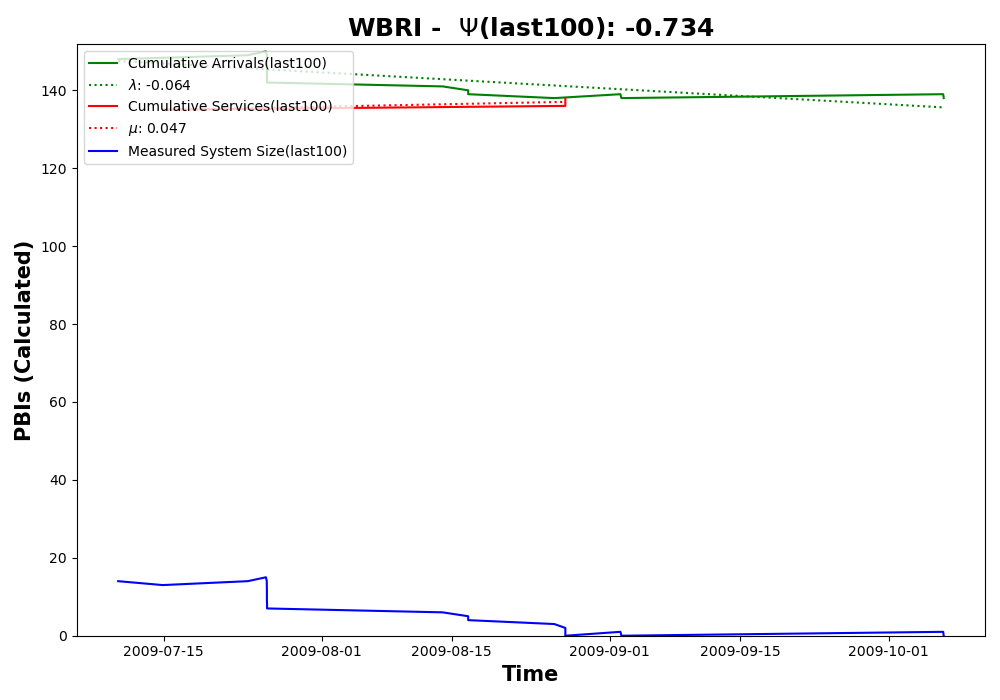 WBRI - Ψ(last100): -0.734
Cumulative Arrivals(last100)
λ: -0.064
Cumulative Services(last100)
μ: 0.047
Measured System Size(last100)
PBIs (Calculated)
140
120
100
80
60
40
20
0
2009-07-15 2009-08-01 2009-08-15 2009-09-01 2009-09-15 2009-10-01
Time